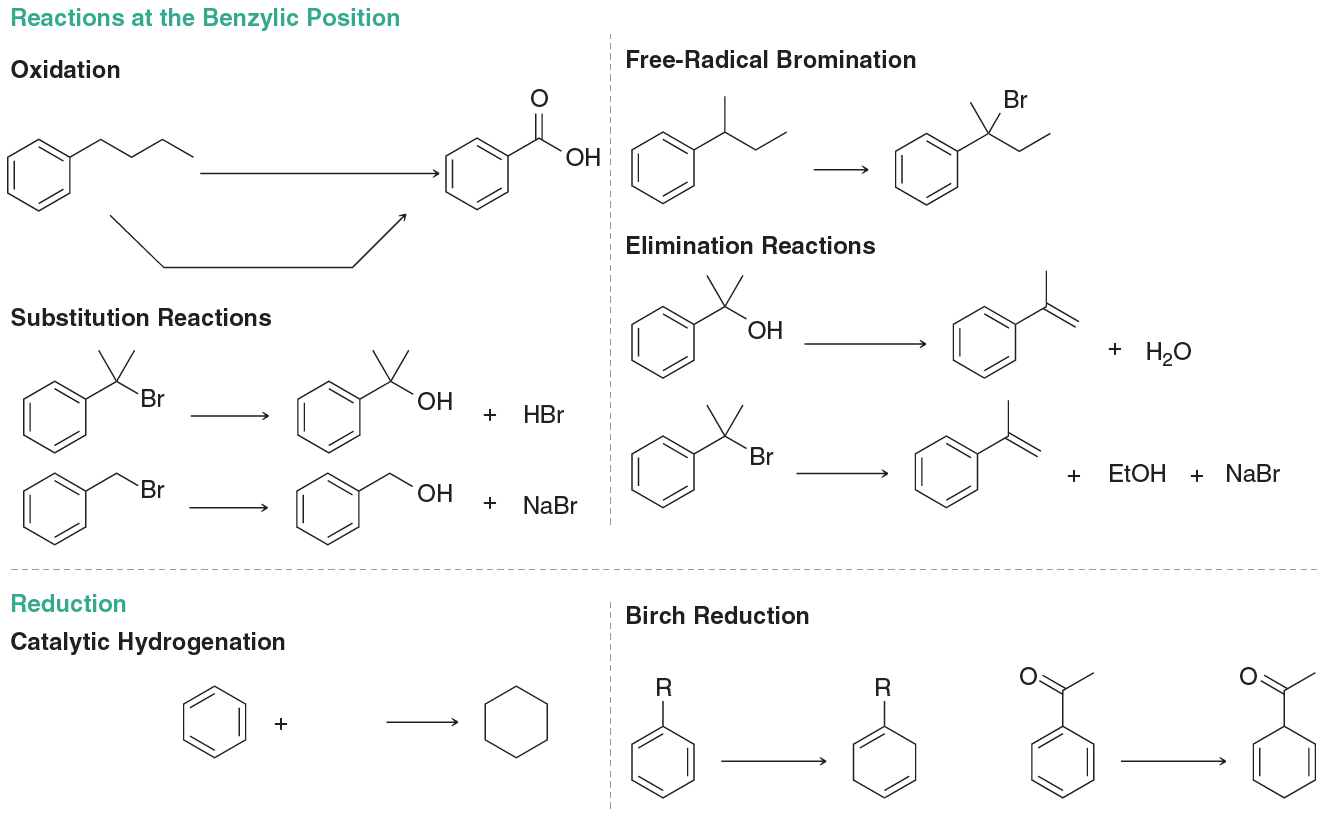 Reactions at the Benzylic Position
Oxidation
O
OH
Substitution Reactions
Br
OH + HBr
Br
OH + NaBr
Free-Radical Bromination
Br
Elimination Reactions
OH
+ H₂O
Br
+ EtOH + NaBr
Reduction
Catalytic Hydrogenation
+
Birch Reduction
R
R
O
O